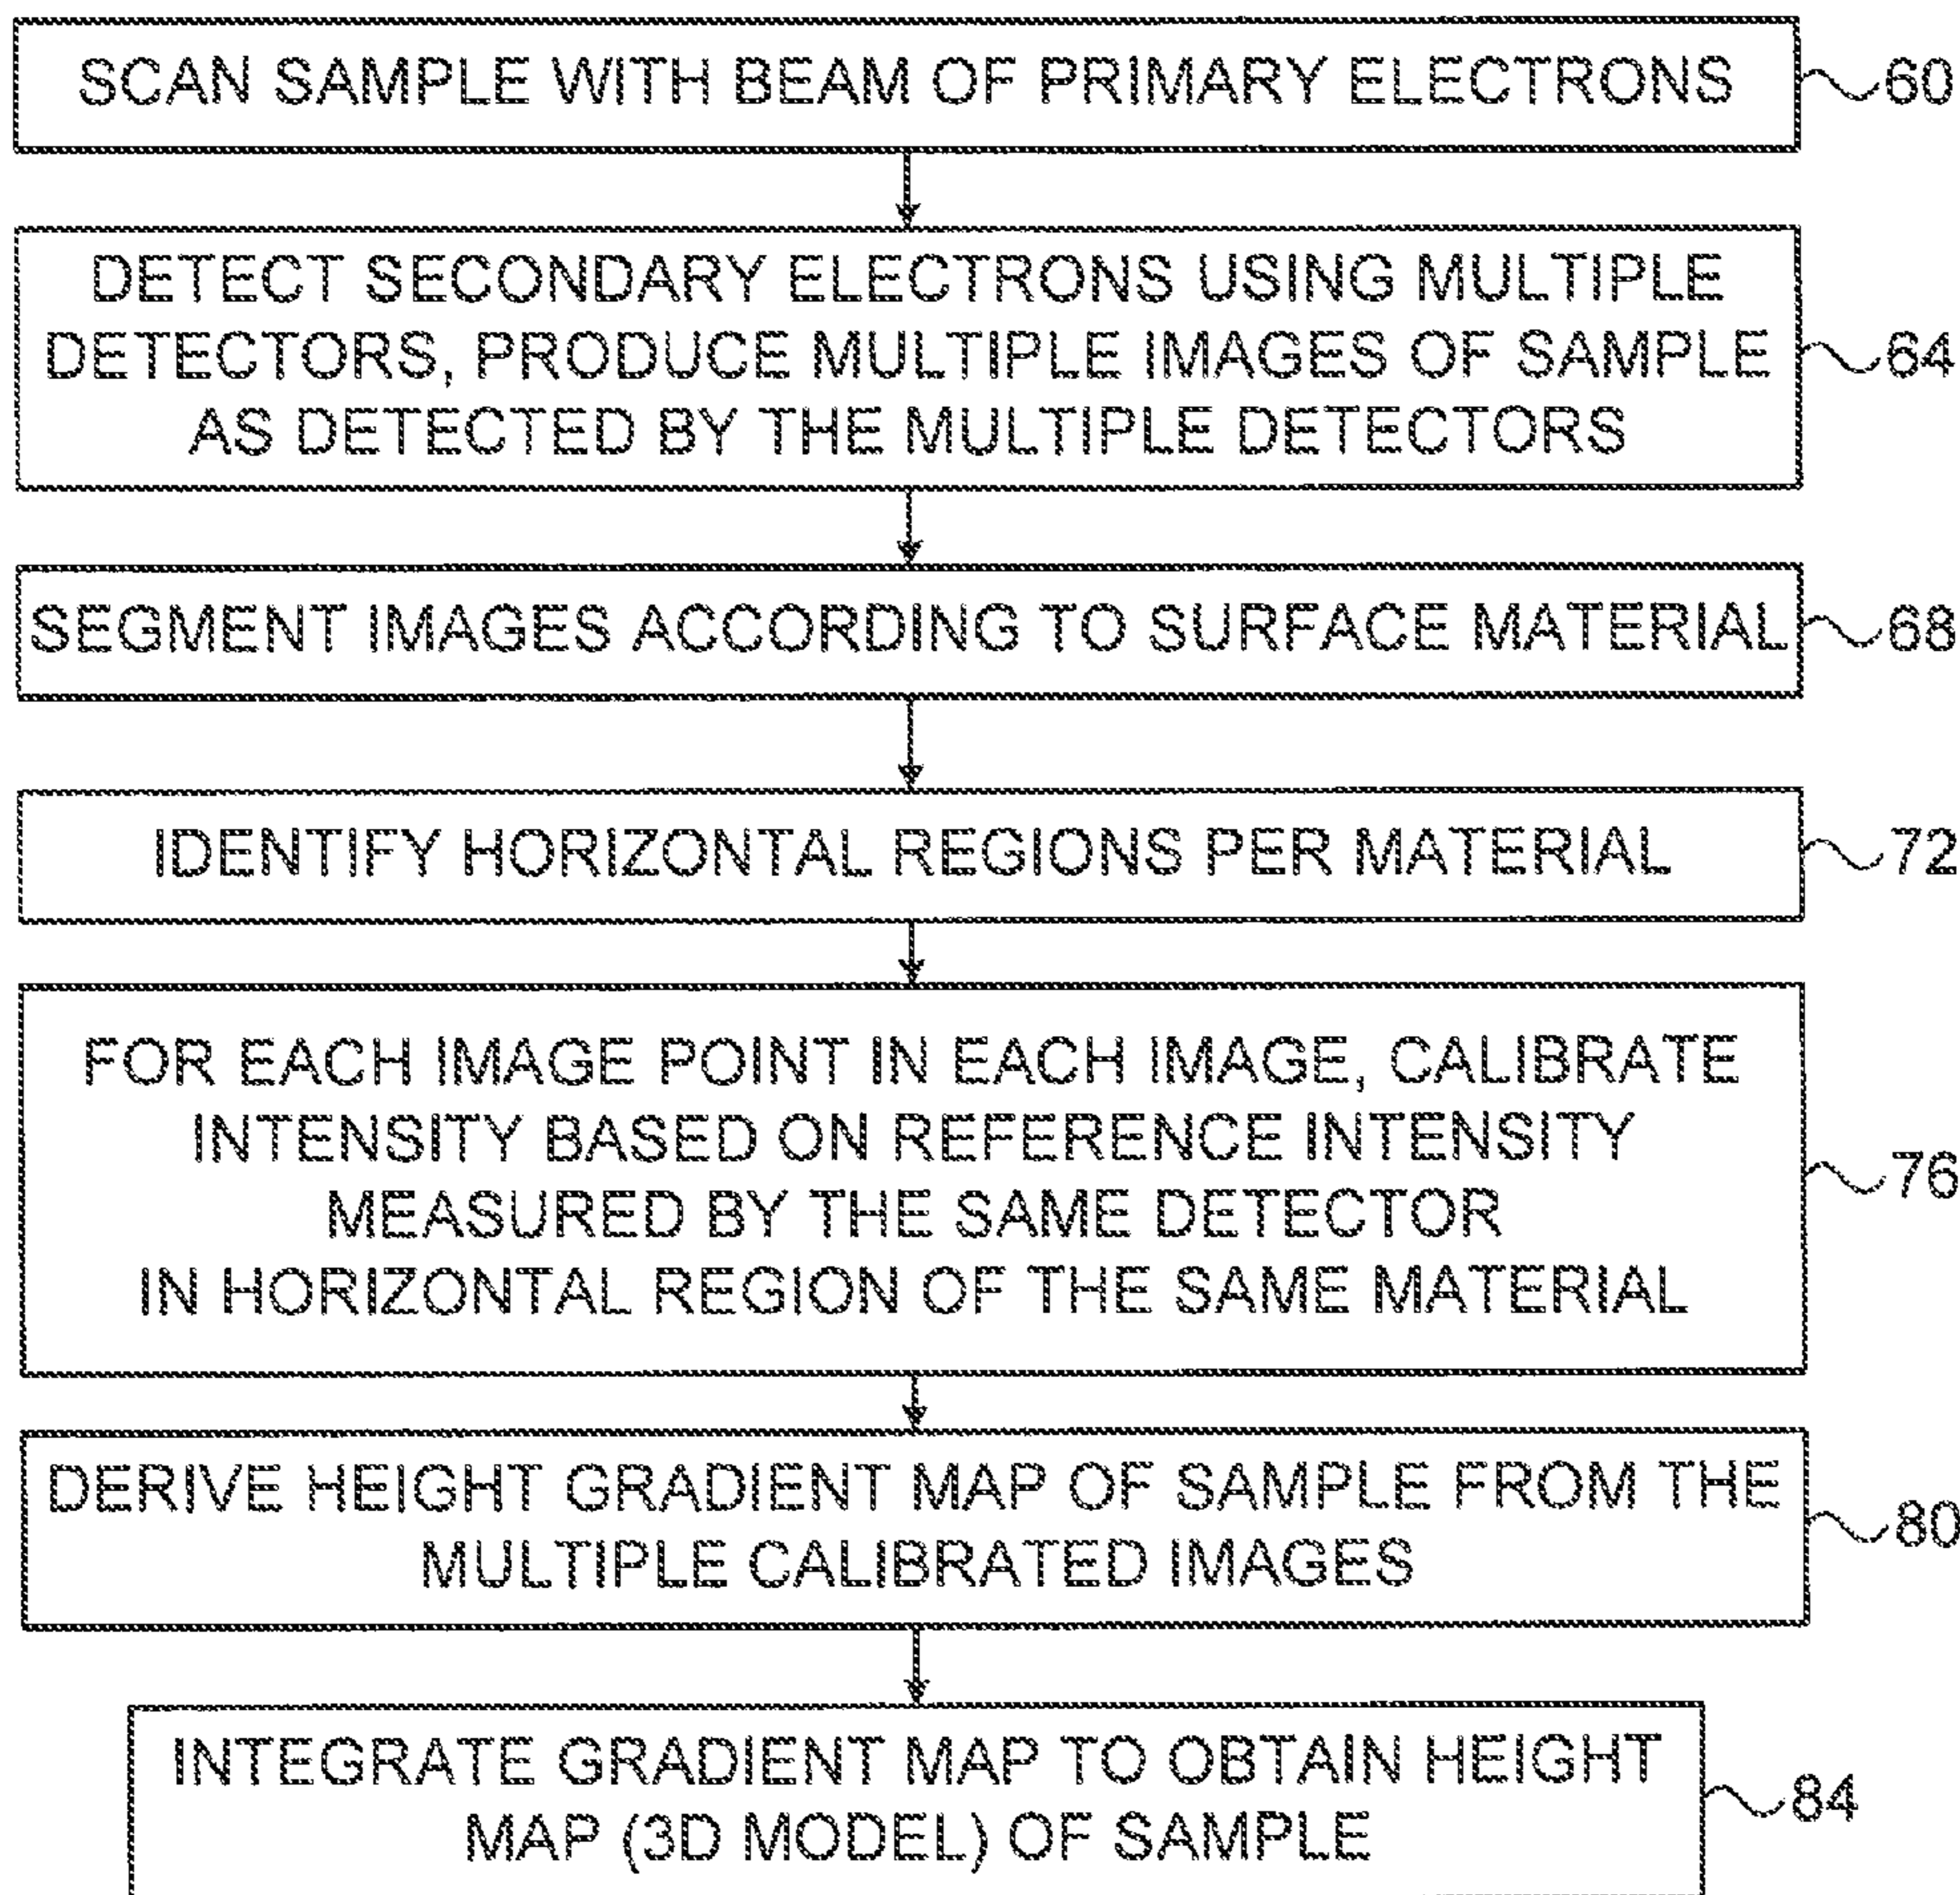 SCAN SAMPLE WITH BEAM OF PRIMARY ELECTRONS
60
DETECT SECONDARY ELECTRONS USING MULTIPLE
DETECTORS, PRODUCE MULTIPLE IMAGES OF SAMPLE
AS DETECTED BY THE MULTIPLE DETECTORS
64
SEGMENT IMAGES ACCORDING TO SURFACE MATERIAL
68
IDENTIFY HORIZONTAL REGIONS PER MATERIAL
72
FOR EACH IMAGE POINT IN EACH IMAGE, CALIBRATE
INTENSITY BASED ON REFERENCE INTENSITY
MEASURED BY THE SAME DETECTOR
IN HORIZONTAL REGION OF THE SAME MATERIAL
76
DERIVE HEIGHT GRADIENT MAP OF SAMPLE FROM THE
MULTIPLE CALIBRATED IMAGES
80
INTEGRATE GRADIENT MAP TO OBTAIN HEIGHT
MAP (3D MODEL) OF SAMPLE
84